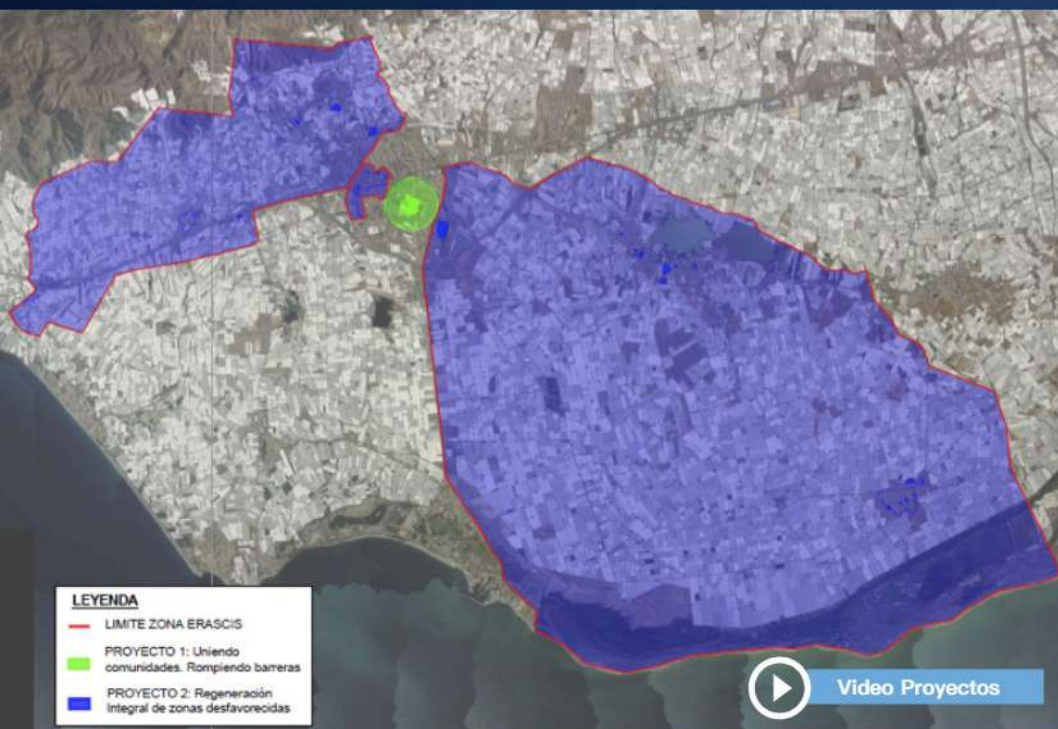 LEYENDA
LIMITE ZONA ERASCIS
PROYECTO 1: Uniendo
comunidades. Rompiendo barreras
PROYECTO 2: Regeneración
Integral de zonas desfavorecidas
Video Proyectos